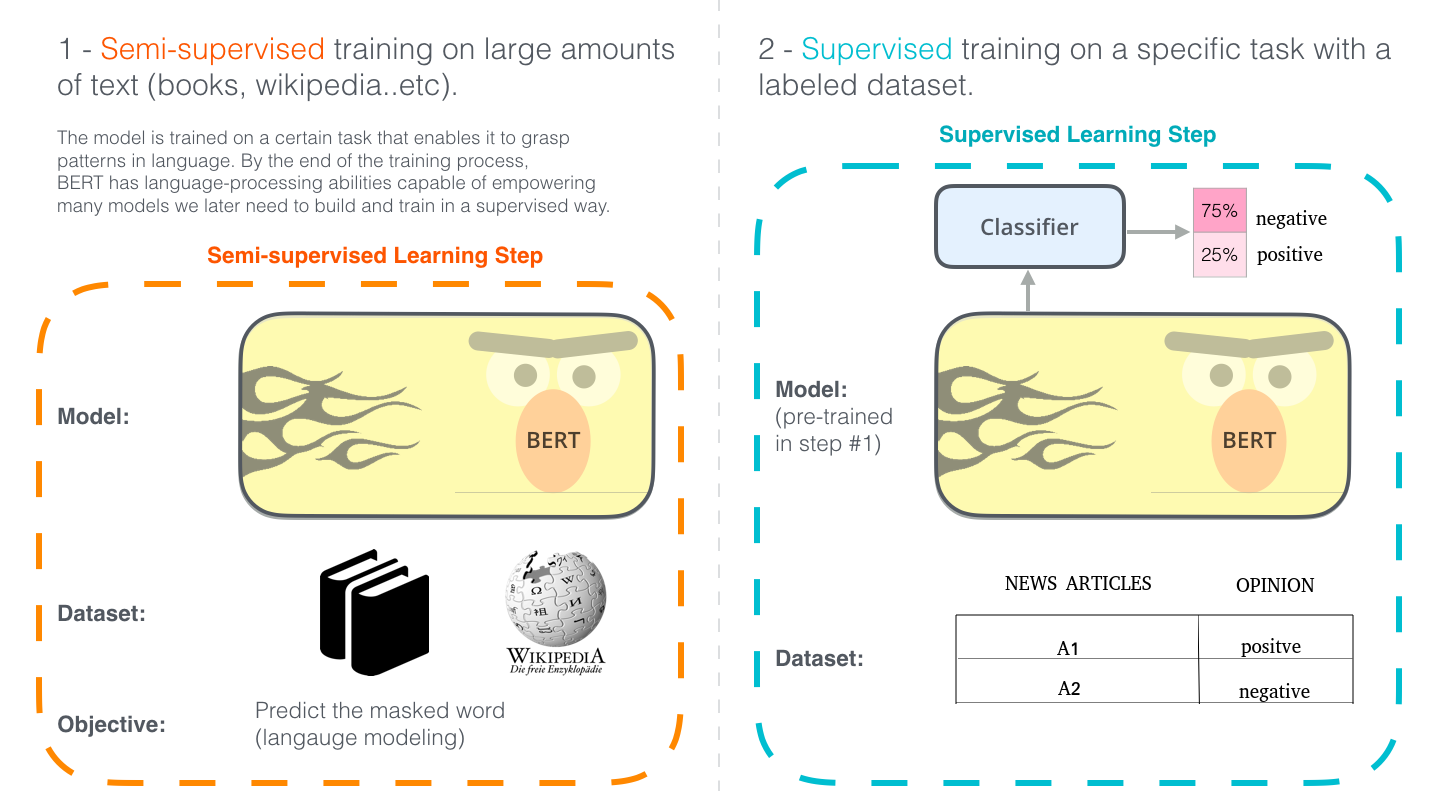 1 - Semi-supervised training on large amounts
of text (books, wikipedia..etc).
The model is trained on a certain task that enables it to grasp
patterns in language. By the end of the training process,
BERT has language-processing abilities capable of empowering
many models we later need to build and train in a supervised way.
Semi-supervised Learning Step
Model:
BERT
Dataset:
WIKIPEDIA
Die freie Enzyklopädie
Objective:
Predict the masked word
(langauge modeling)
2 - Supervised training on a specific task with a
labeled dataset.
Supervised Learning Step
Classifier
75% negative
25% positive
Model:
(pre-trained
in step #1)
BERT
Dataset:
NEWS ARTICLES OPINION
A1 positve
A2 negative